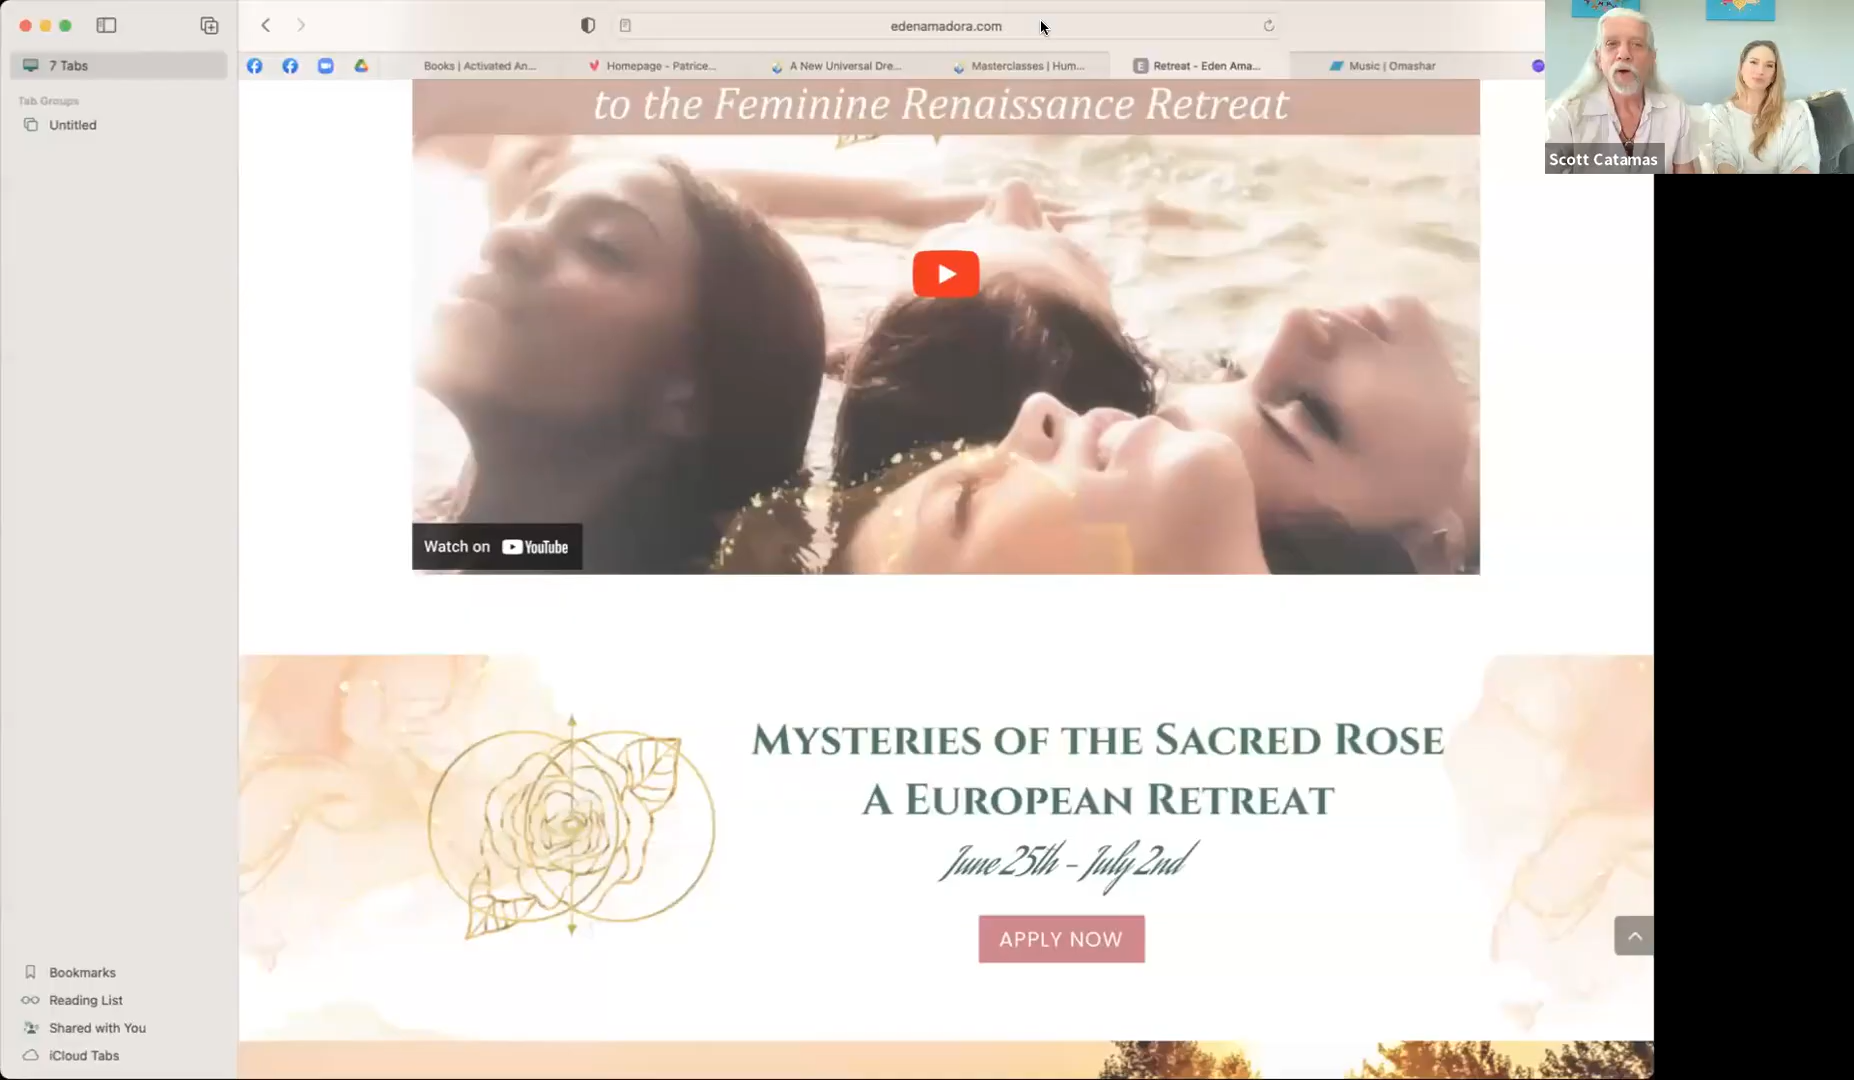 edenamadora.com
7 Tabs
Books | Activated An...
Homepage - Patrice...
A New Universal Dre...
Masterclasses | Hum...
Retreat - Eden Ama...
Music | Omashar
Tab Groups
Untitled
to the Feminine Renaissance Retreat
Scott Catamas
Watch on YouTube
MYSTERIES OF THE SACRED ROSE
A EUROPEAN RETREAT
June 25th - July 2nd
APPLY NOW
Bookmarks
Reading List
Shared with You
iCloud Tabs